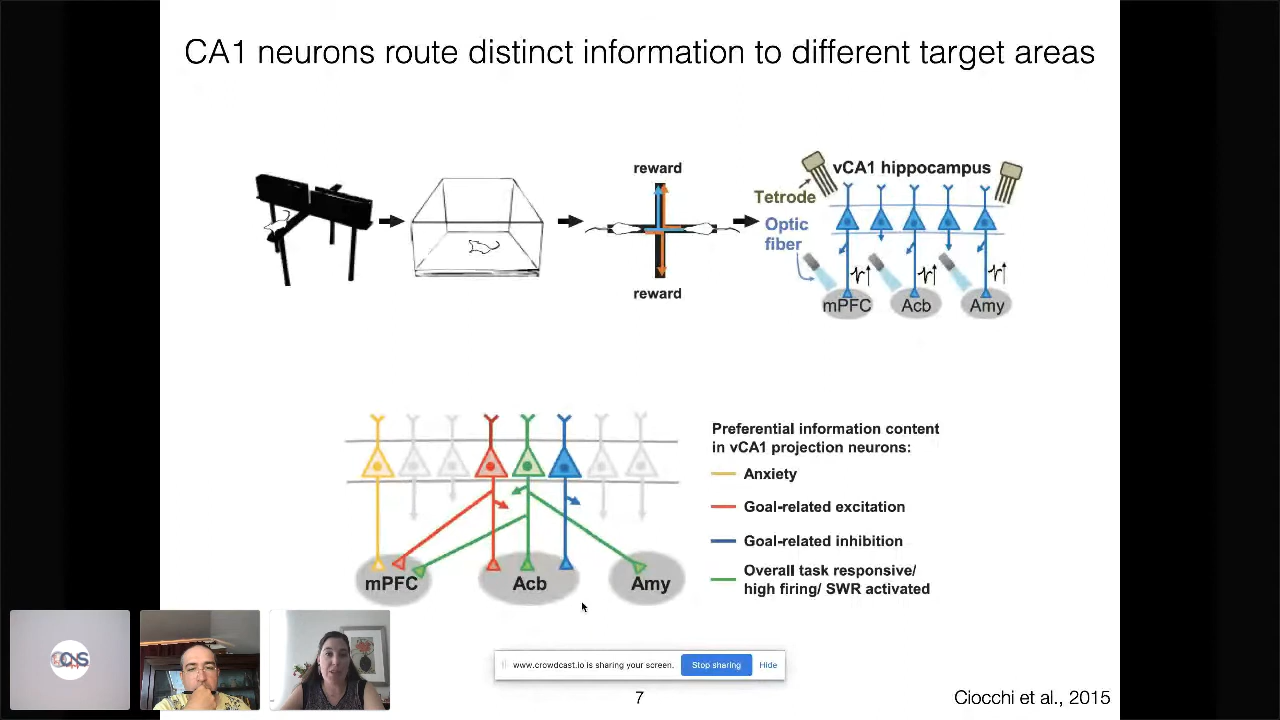 CA1 neurons route distinct information to different target areas
reward
reward
vCA1 hippocampus
Tetrode
Optic
fiber
mPFC
Acb
Amy
Preferential information content
in vCA1 projection neurons:
Anxiety
Goal-related excitation
Goal-related inhibition
Overall task responsive/
high firing/ SWR activated
mPFC
Acb
Amy
www.crowdcast.io is sharing your screen.
Stop sharing
Hide
7
Ciocchi et al., 2015